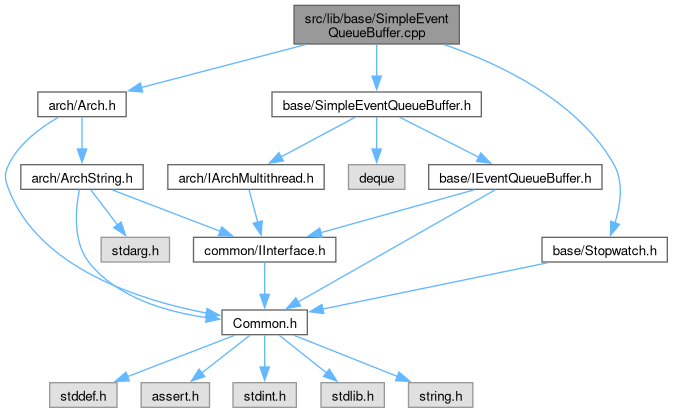 src/lib/base/SimpleEvent
QueueBuffer.cpp
arch/Arch.h
base/SimpleEventQueueBuffer.h
arch/ArchString.h
arch/IArchMultithread.h
deque
base/IEventQueueBuffer.h
stdarg.h
common/IInterface.h
base/Stopwatch.h
Common.h
stddef.h
assert.h
stdint.h
stdlib.h
string.h